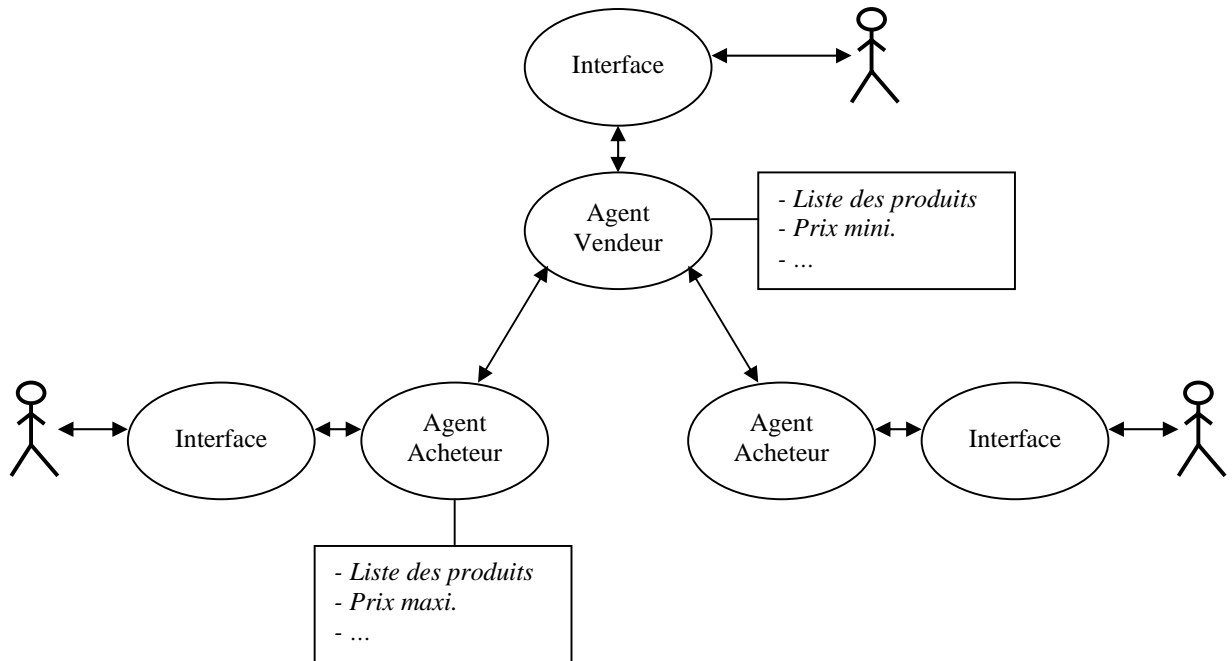 Interface
Agent
Vendeur
- Liste des produits
- Prix mini.
- ...
Interface
Agent
Acheteur
Agent
Acheteur
Interface
- Liste des produits
- Prix maxi.
- ...